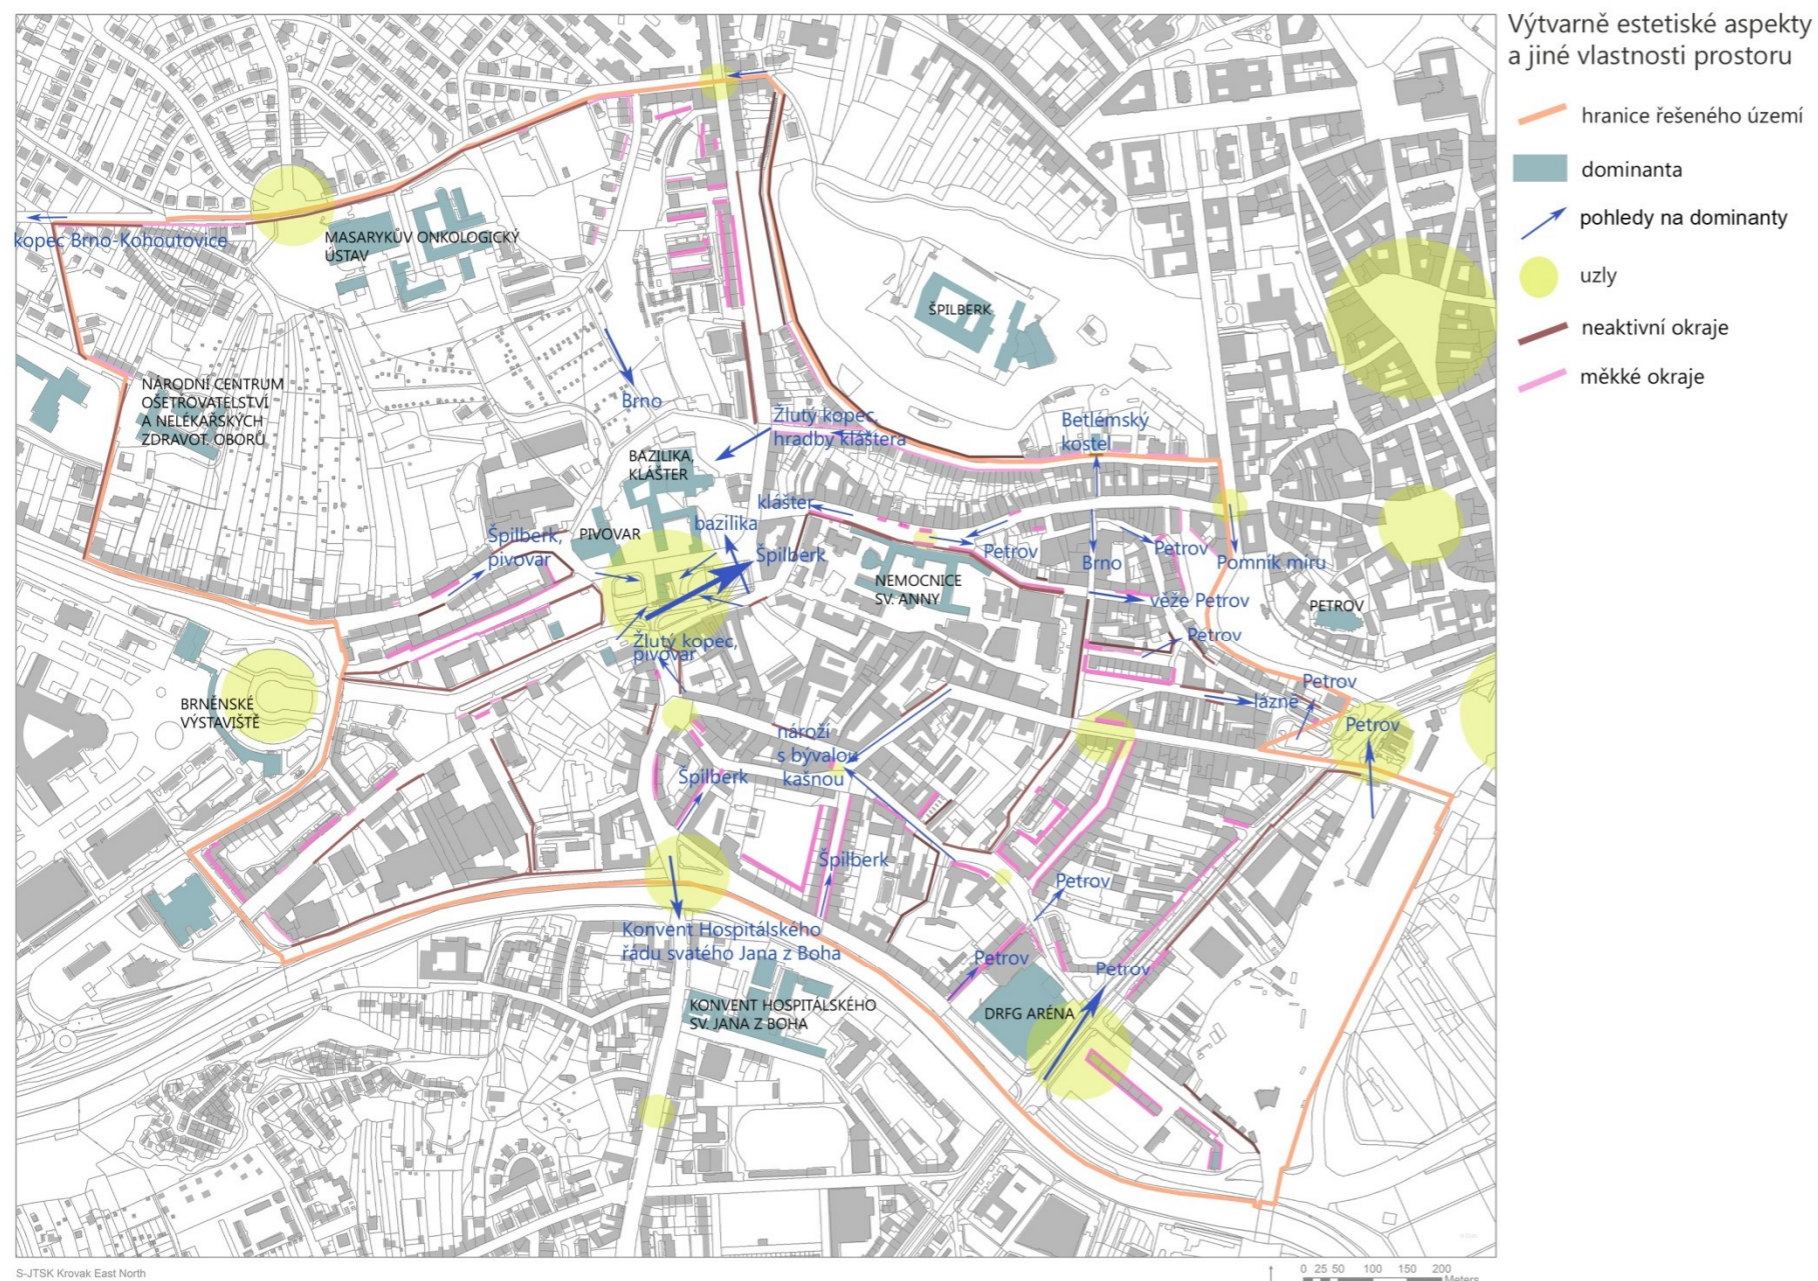 Výtvarně estetiské aspekty
a jiné vlastnosti prostoru
hranice řešeného území
dominanta
pohledy na dominanty
uzly
neaktivní okraje
měkké okraje
kopec Brno-Kohoutovice
MASARYKŮV ONKOLOGICKÝ
ÚSTAV
ŠPILBERK
NÁRODNÍ CENTRUM
OŠETŘOVATELSTVÍ
A NELÉKAŘSKÝCH
ZDRAVOT. OBORŮ
Brno
Žlutý kopec,
hradby kláštera
Betlémský
kostel
BAZILIKA,
KLÁŠTER
klášter
Špilberk,
pivovar
PIVOVAR
bazilika
Špilberk
Petrov
Brno
Petrov
Pomník míru
NEMOCNICE
SV. ANNY
věže Petrov
PETROV
Žlutý kopec,
pivovar
Petrov
BRNĚNSKÉ
VÝSTAVIŠTĚ
Petrov
lázně
Petrov
nároží
s bývalou
kašnou
Špilberk
Špilberk
Petrov
Konvent Hospitálského
řádu svatého Jana z Boha
Petrov
Petrov
KONVENT HOSPITÁLSKÉHO
SV. JANA Z BOHA
DRFG ARÉNA
S-JTSK Krovak East North
0 25 50 100 150 200
Meters